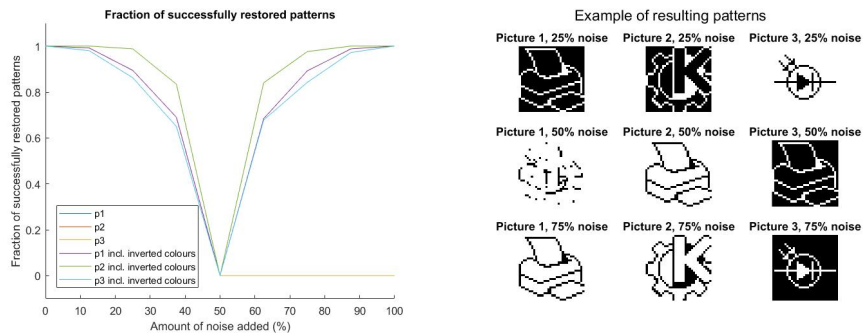 Fraction of successfully restored patterns
Fraction of successfully restored patterns
1
0.8
0.6
0.4
0.2
0
p1
p2
p3
p1 incl. inverted colours
p2 incl. inverted colours
p3 incl. inverted colours
0 10 20 30 40 50 60 70 80 90 100
Amount of noise added (%)
Example of resulting patterns
Picture 1, 25% noise Picture 2, 25% noise Picture 3, 25% noise
Picture 1, 50% noise Picture 2, 50% noise Picture 3, 50% noise
Picture 1, 75% noise Picture 2, 75% noise Picture 3, 75% noise